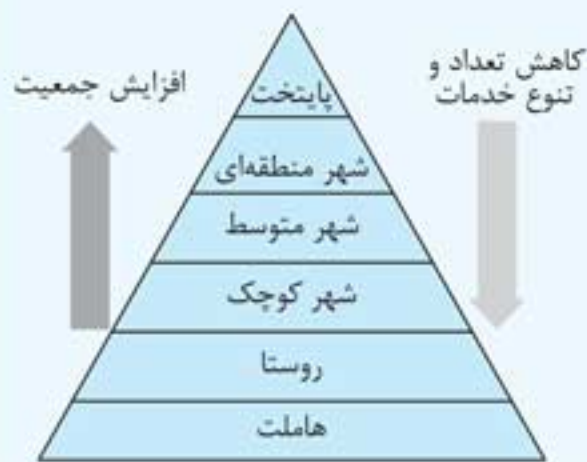 کاهش تعداد و
تنوع خدمات
افزایش جمعیت
پایتخت
شهر منطقه‌ای
شهر متوسط
شهر کوچک
روستا
هاملت